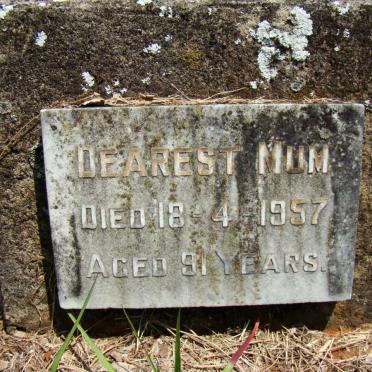 DEAREST MUM
DIED 18 - 4 - 1957
AGED 91 YEARS.